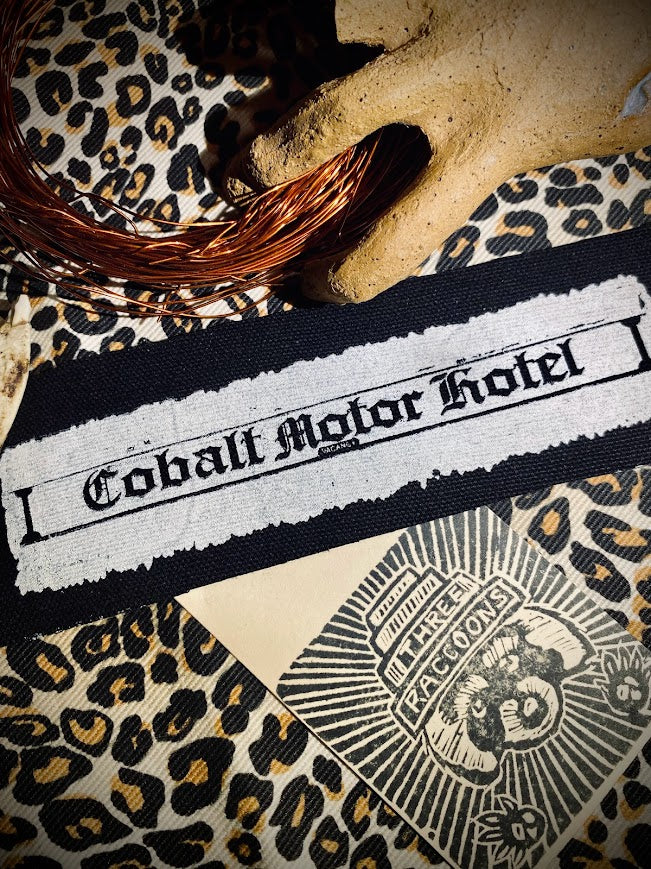 Cobalt Motor Hotel
VACANCY
THREE
RACCOONS